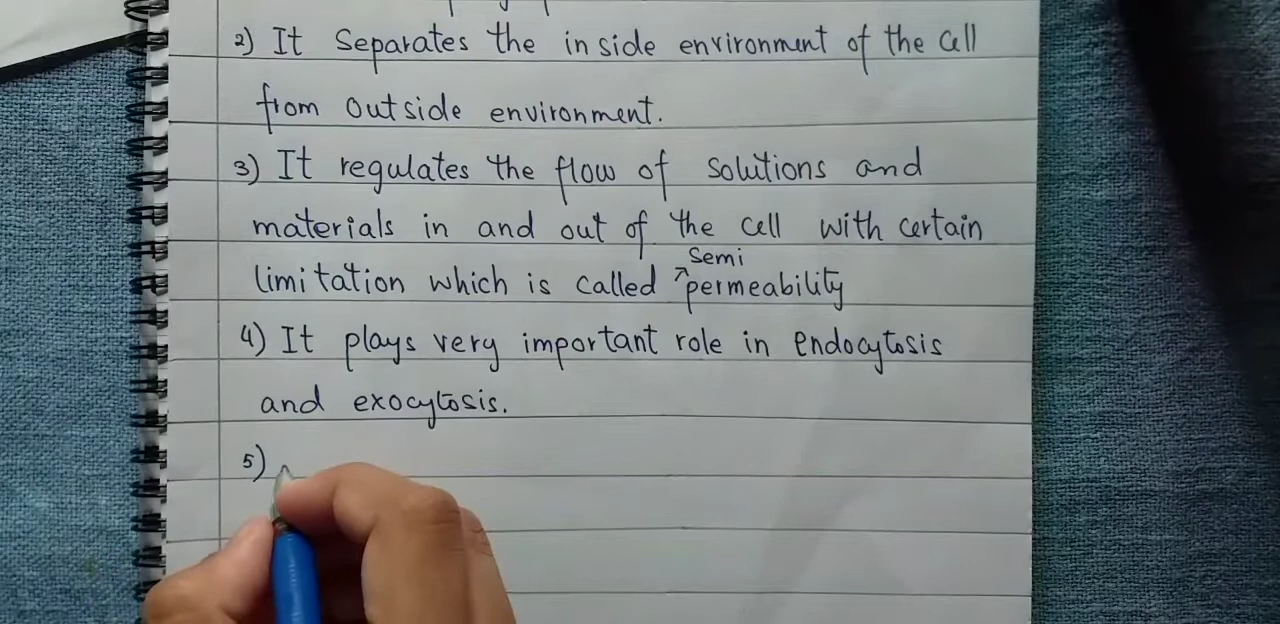 2) It Separates the inside environment of the cell
from outside environment.
3) It regulates the flow of solutions and
materials in and out of the cell with certain
Semi
limitation which is called permeability
4) It plays very important role in endocytosis
and exocytosis.
5)